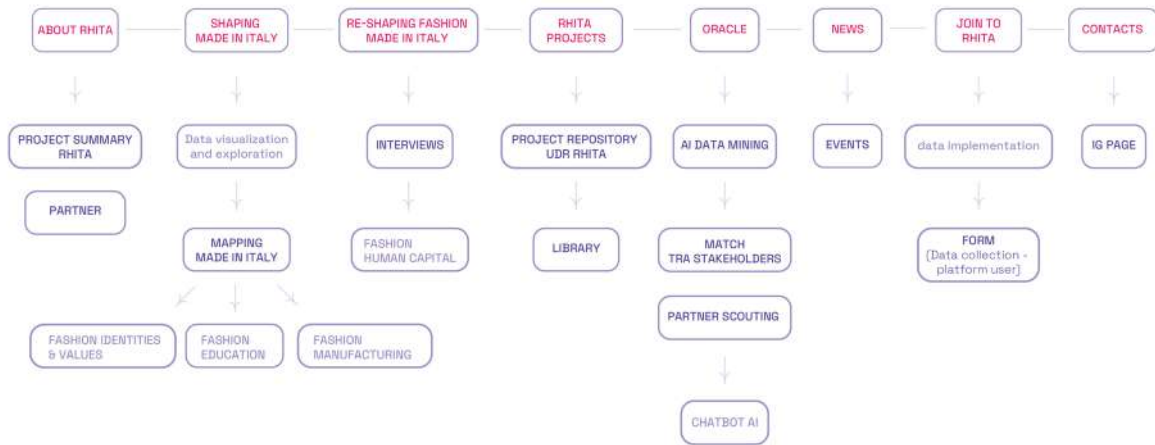 ABOUT RHITA
SHAPING
MADE IN ITALY
RE-SHAPING FASHION
MADE IN ITALY
RHITA
PROJECTS
ORACLE
NEWS
JOIN TO
RHITA
CONTACTS
PROJECT SUMMARY
RHITA
Data visualization
and exploration
INTERVIEWS
PROJECT REPOSITORY
UDR RHITA
AI DATA MINING
EVENTS
data implementation
IG PAGE
PARTNER
MAPPING
MADE IN ITALY
FASHION
HUMAN CAPITAL
LIBRARY
MATCH
TRA STAKEHOLDERS
FORM
(Data collection -
platform user)
PARTNER SCOUTING
FASHION IDENTITIES
& VALUES
FASHION
EDUCATION
FASHION
MANUFACTURING
CHATBOT AI